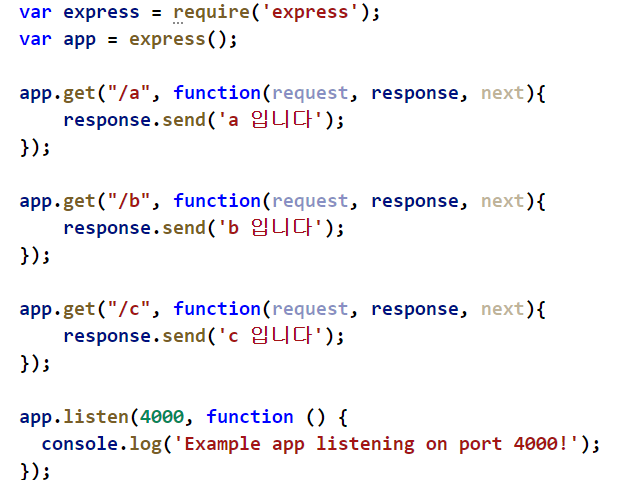 var express = require('express');
var app = express();
app.get("/a", function(request, response, next){
response.send('a 입니다');
});
app.get("/b", function(request, response, next){
response.send('b 입니다');
});
app.get("/c", function(request, response, next){
response.send('c 입니다');
});
app.listen(4000, function () {
console.log('Example app listening on port 4000!');
});